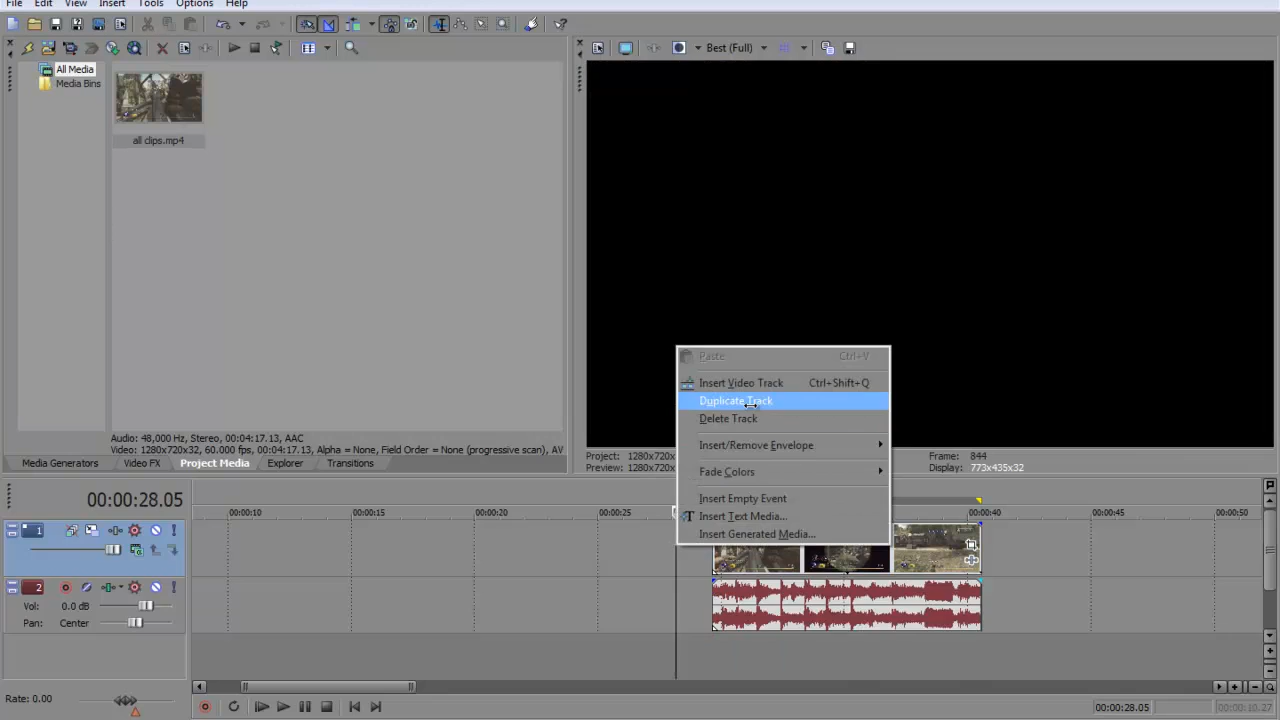 File Edit View Insert Tools Options Help
Best (Full)
All Media
Media Bins
all clips.mp4
Audio: 48,000 Hz, Stereo, 00:04:17.13, AAC
Video: 1280x720x32, 60.000 fps, 00:04:17.13, Alpha = None, Field Order = None (progressive scan), AV
Media Generators Video FX Project Media Explorer Transitions
Project: 1280x720x
Preview: 1280x720x
Frame: 844
Display: 773x435x32
Paste Ctrl+V
Insert Video Track Ctrl+Shift+Q
Duplicate Track
Delete Track
Insert/Remove Envelope
Fade Colors
Insert Empty Event
Insert Text Media...
Insert Generated Media...
00:00:28.05
00:00:10 00:00:15 00:00:20 00:00:25 00:00:40 00:00:45 00:00:50
1
2
Vol: 0.0 dB
Pan: Center
Rate: 0.00
00:00:28.05 00:00:10.27